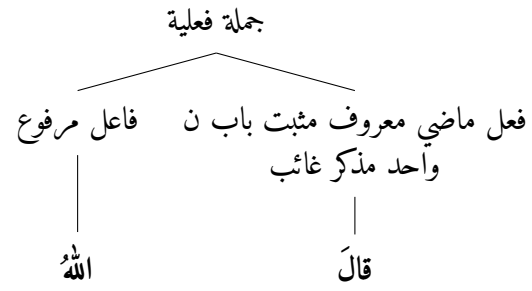 جملة فعلية
فعل ماضي معروف مثبت باب ن
واحد مذكر غائب
فاعل مرفوع
قالَ
اللهُ